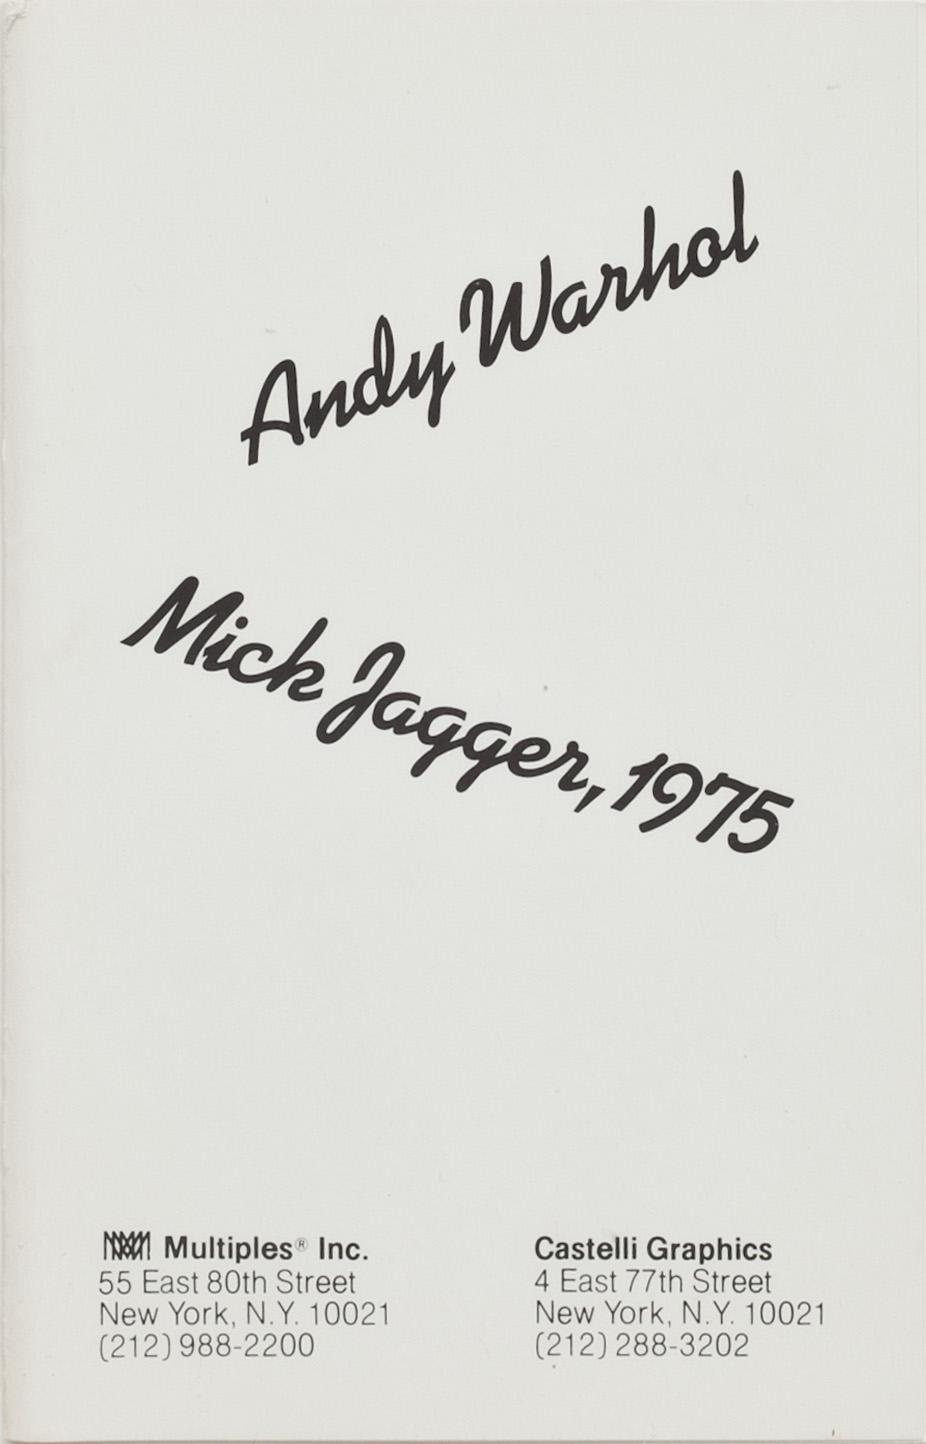 Andy Warhol
Mick Jagger, 1975
Multiples® Inc.
55 East 80th Street
New York, N.Y. 10021
(212) 988-2200
Castelli Graphics
4 East 77th Street
New York, N.Y. 10021
(212) 288-3202